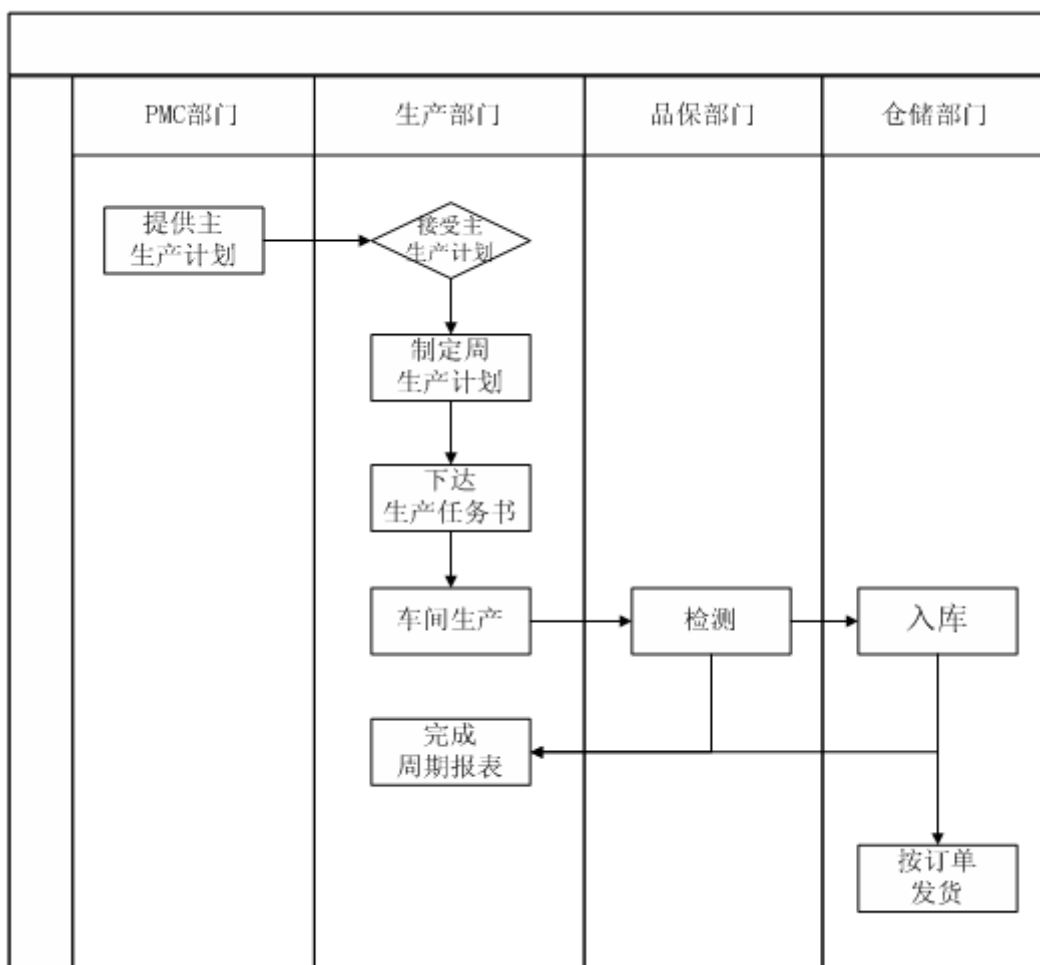 PMC部门
生产部门
品保部门
仓储部门
提供主
生产计划
接受主
生产计划
制定周
生产计划
下达
生产任务书
车间生产
检测
入库
完成
周期报表
按订单
发货